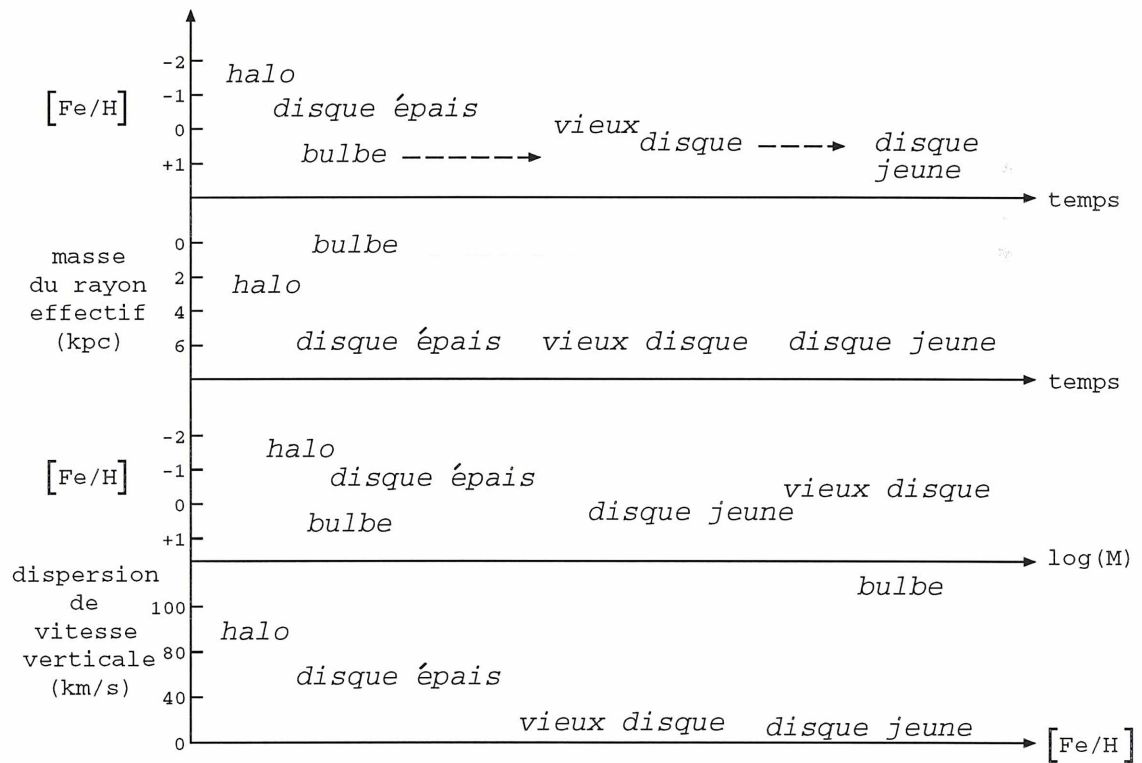 -2
halo
[Fe/H]
-1
disque épais
0
vieux
disque
disque
jeune
bulbe
+1
temps
0
bulbe
masse
du rayon
effectif
(kpc)
2
halo
4
6
disque épais
vieux disque
disque jeune
temps
-2
halo
[Fe/H]
-1
disque épais
vieux disque
0
disque jeune
bulbe
+1
log(M)
dispersion
de
vitesse
verticale
(km/s)
bulbe
100
halo
80
disque épais
40
vieux disque
disque jeune
0
[Fe/H]